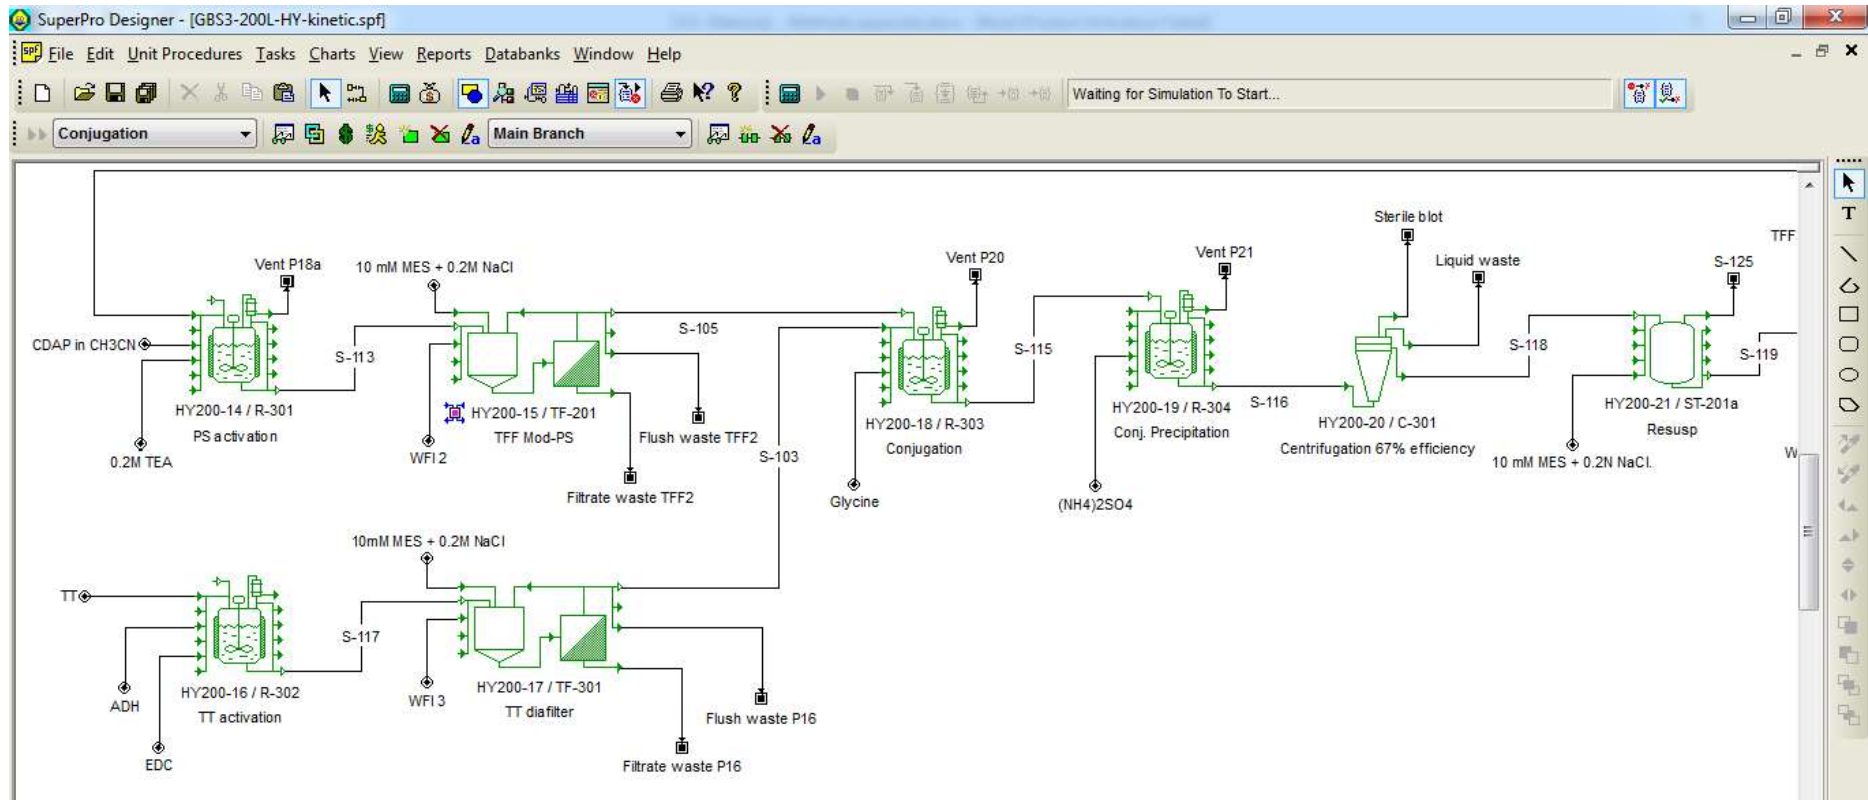 SuperPro Designer - [GBS3-200L-HY-kinetic.spf]
spf File Edit Unit Procedures Tasks Charts View Reports Databanks Window Help
Waiting for Simulation To Start...
Conjugation
Main Branch
Sterile blot
TFF
Vent P18a
10 mM MES + 0.2M NaCl
Vent P20
Vent P21
Liquid waste
S-125
CDAP in CH3CN
S-113
S-105
S-115
S-118
S-119
HY200-14 / R-301
PS activation
HY200-15 / TF-201
TFF Mod-PS
HY200-18 / R-303
Conjugation
HY200-19 / R-304
Conj. Precipitation
S-116
HY200-20 / C-301
Centrifugation 67% efficiency
HY200-21 / ST-201a
Resusp
0.2M TEA
WFI 2
Flush waste TFF2
S-103
W
10 mM MES + 0.2N NaCl.
Filtrate waste TFF2
Glycine
(NH4)2SO4
10mM MES + 0.2M NaCl
TT
S-117
HY200-16 / R-302
TT activation
HY200-17 / TF-301
TT diafilter
ADH
WFI 3
Flush waste P16
EDC
Filtrate waste P16
T